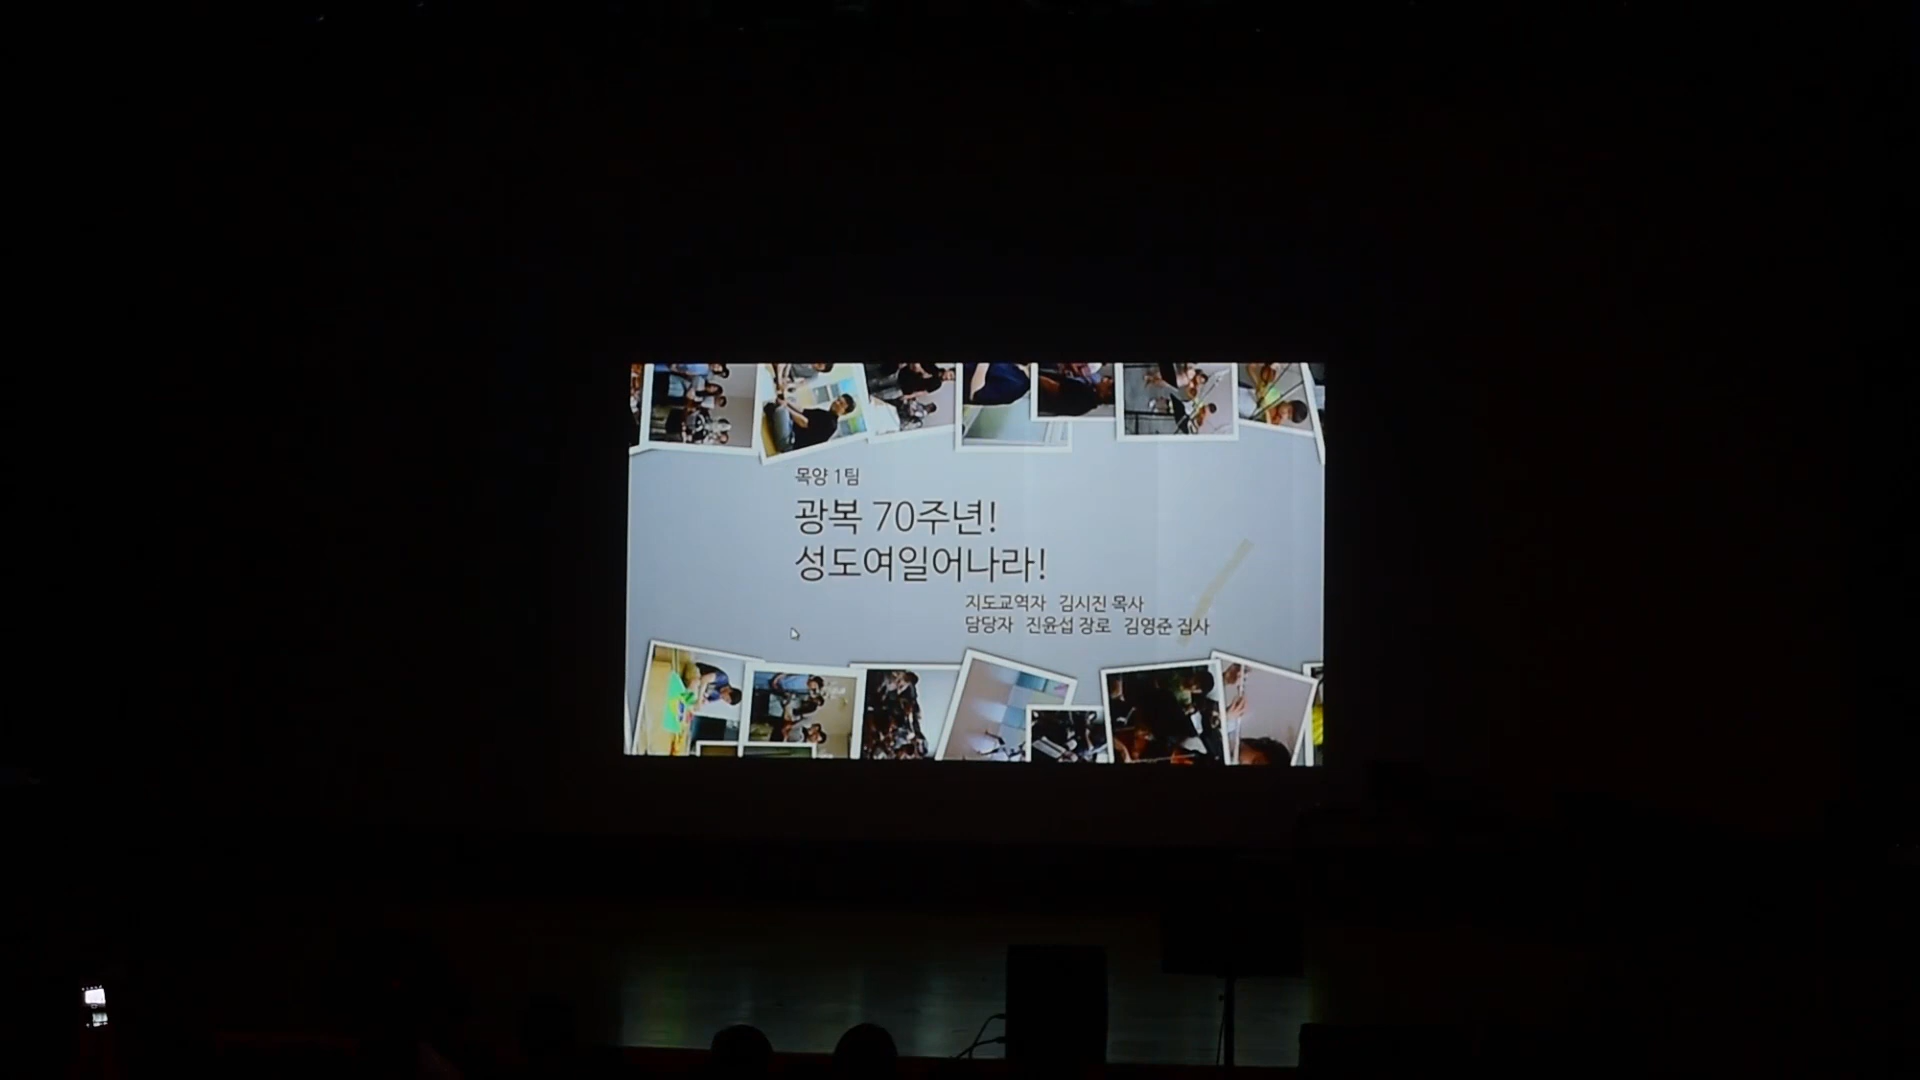 목양 1팀
광복 70주년!
성도여일어나라!
지도교역자 김시진 목사
담당자 진윤섭 장로 김영준 집사